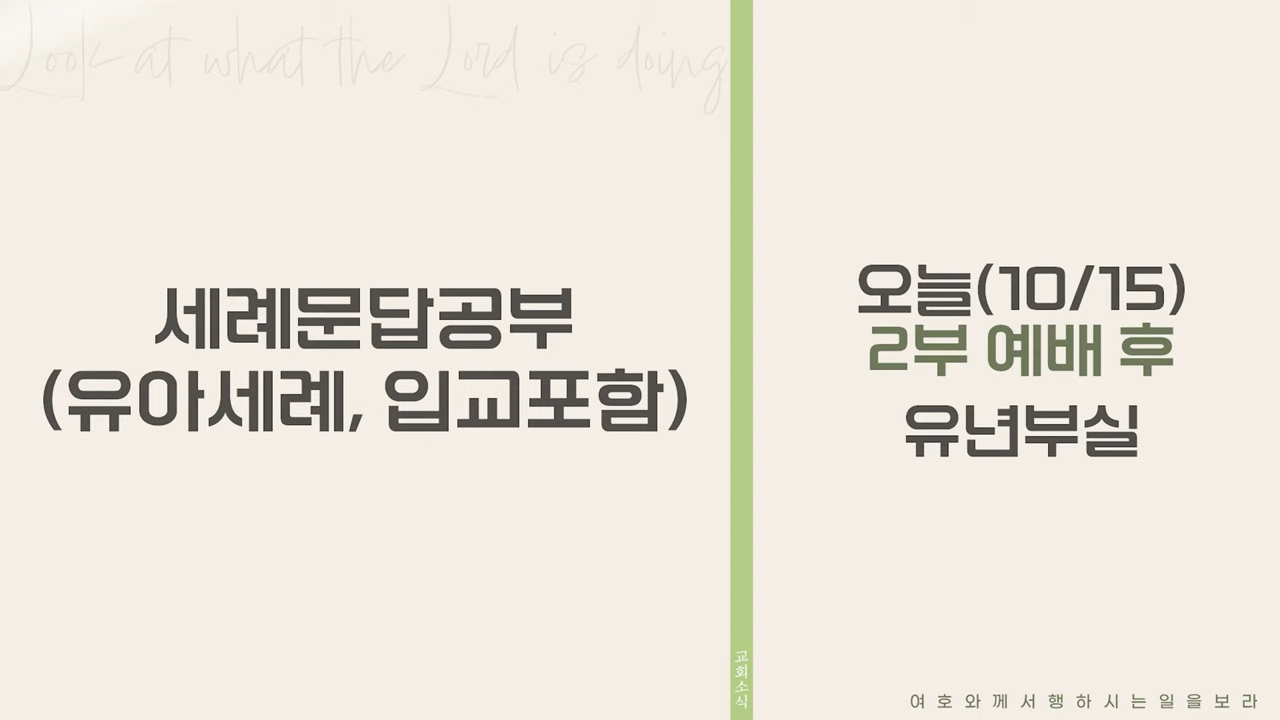 Look at what the Lord is doing
세례문답공부
(유아세례, 입교포함)
오늘(10/15)
2부 예배 후
유년부실
교회소식
여호와께서행하시는일을보라